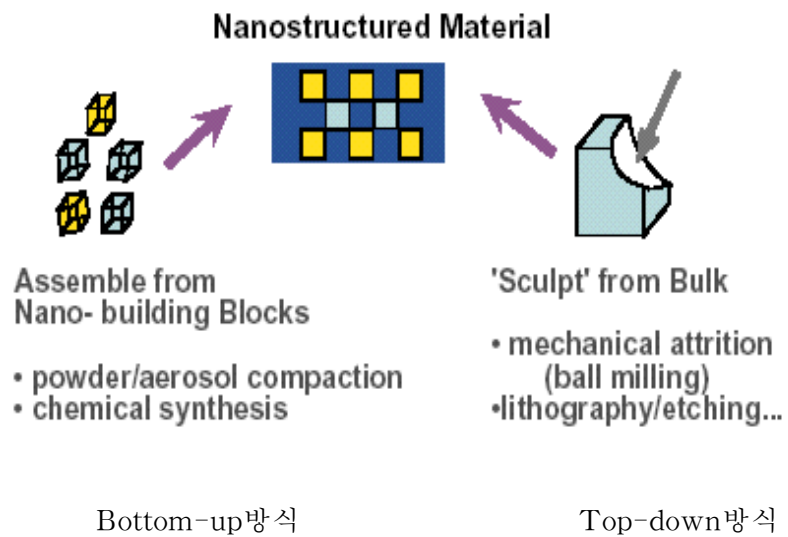 Nanostructured Material
Assemble from
Nano- building Blocks
• powder/aerosol compaction
• chemical synthesis
'Sculpt' from Bulk
• mechanical attrition
(ball milling)
•lithography/etching...
Bottom-up방식
Top-down방식